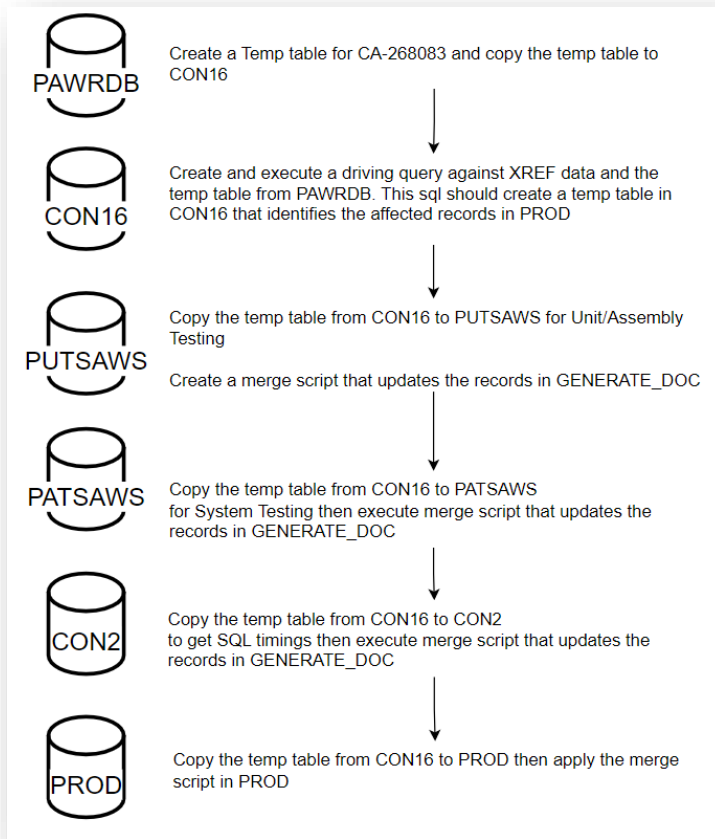 PAWRDB
Create a Temp table for CA-268083 and copy the temp table to
CON16
CON16
Create and execute a driving query against XREF data and the
temp table from PAWRDB. This sql should create a temp table in
CON16 that identifies the affected records in PROD
PUTSAWS
Copy the temp table from CON16 to PUTSAWS for Unit/Assembly
Testing
Create a merge script that updates the records in GENERATE_DOC
PATSAWS
Copy the temp table from CON16 to PATSAWS
for System Testing then execute merge script that updates the
records in GENERATE_DOC
CON2
Copy the temp table from CON16 to CON2
to get SQL timings then execute merge script that updates the
records in GENERATE_DOC
PROD
Copy the temp table from CON16 to PROD then apply the merge
script in PROD